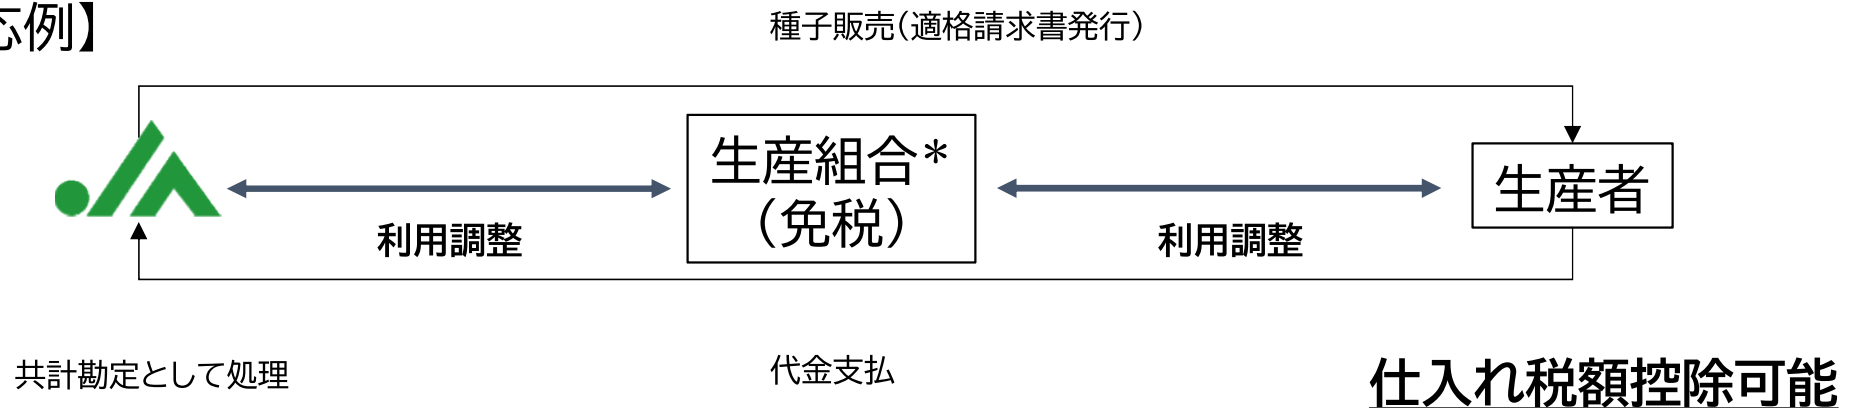 応例】
種子販売（適格請求書発行）
生産組合*
（免税）
生産者
利用調整
利用調整
共計勘定として処理
代金支払
仕入れ税額控除可能